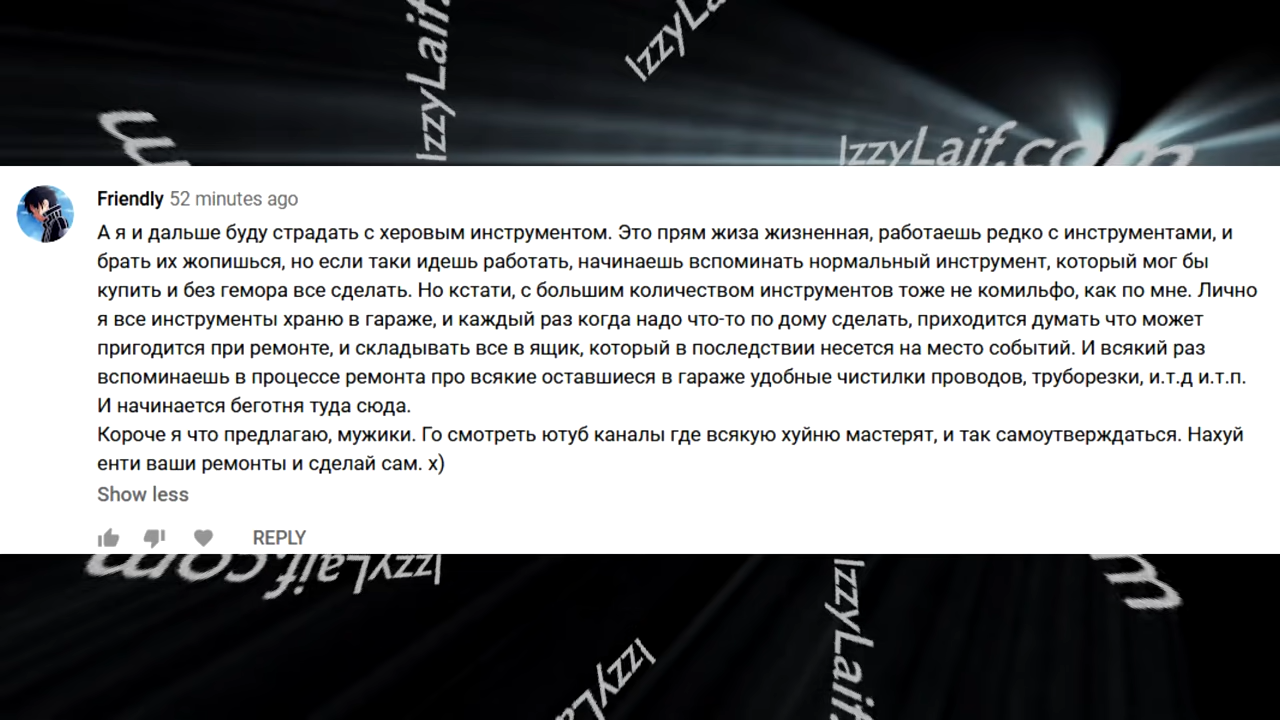 IzzyLaif.
IzzyLa
m
IzzyLaif.com
Friendly 52 minutes ago
А я и дальше буду страдать с херовым инструментом. Это прям жиза жизненная, работаешь редко с инструментами, и
брать их жопишься, но если таки идешь работать, начинаешь вспоминать нормальный инструмент, который мог бы
купить и без гемора все сделать. Но кстати, с большим количеством инструментов тоже не комильфо, как по мне. Лично
я все инструменты храню в гараже, и каждый раз когда надо что-то по дому сделать, приходится думать что может
пригодится при ремонте, и складывать все в ящик, который в последствии несется на место событий. И всякий раз
вспоминаешь в процессе ремонта про всякие оставшиеся в гараже удобные чистилки проводов, труборезки, и.т.д и.т.п.
И начинается беготня туда сюда.
Короче я что предлагаю, мужики. Го смотреть ютуб каналы где всякую хуйню мастерят, и так самоутверждаться. Нахуй
енти ваши ремонты и сделай сам. х)
Show less
REPLY
IzzyLaif.com
IzzyLaif
m
IzzyLa